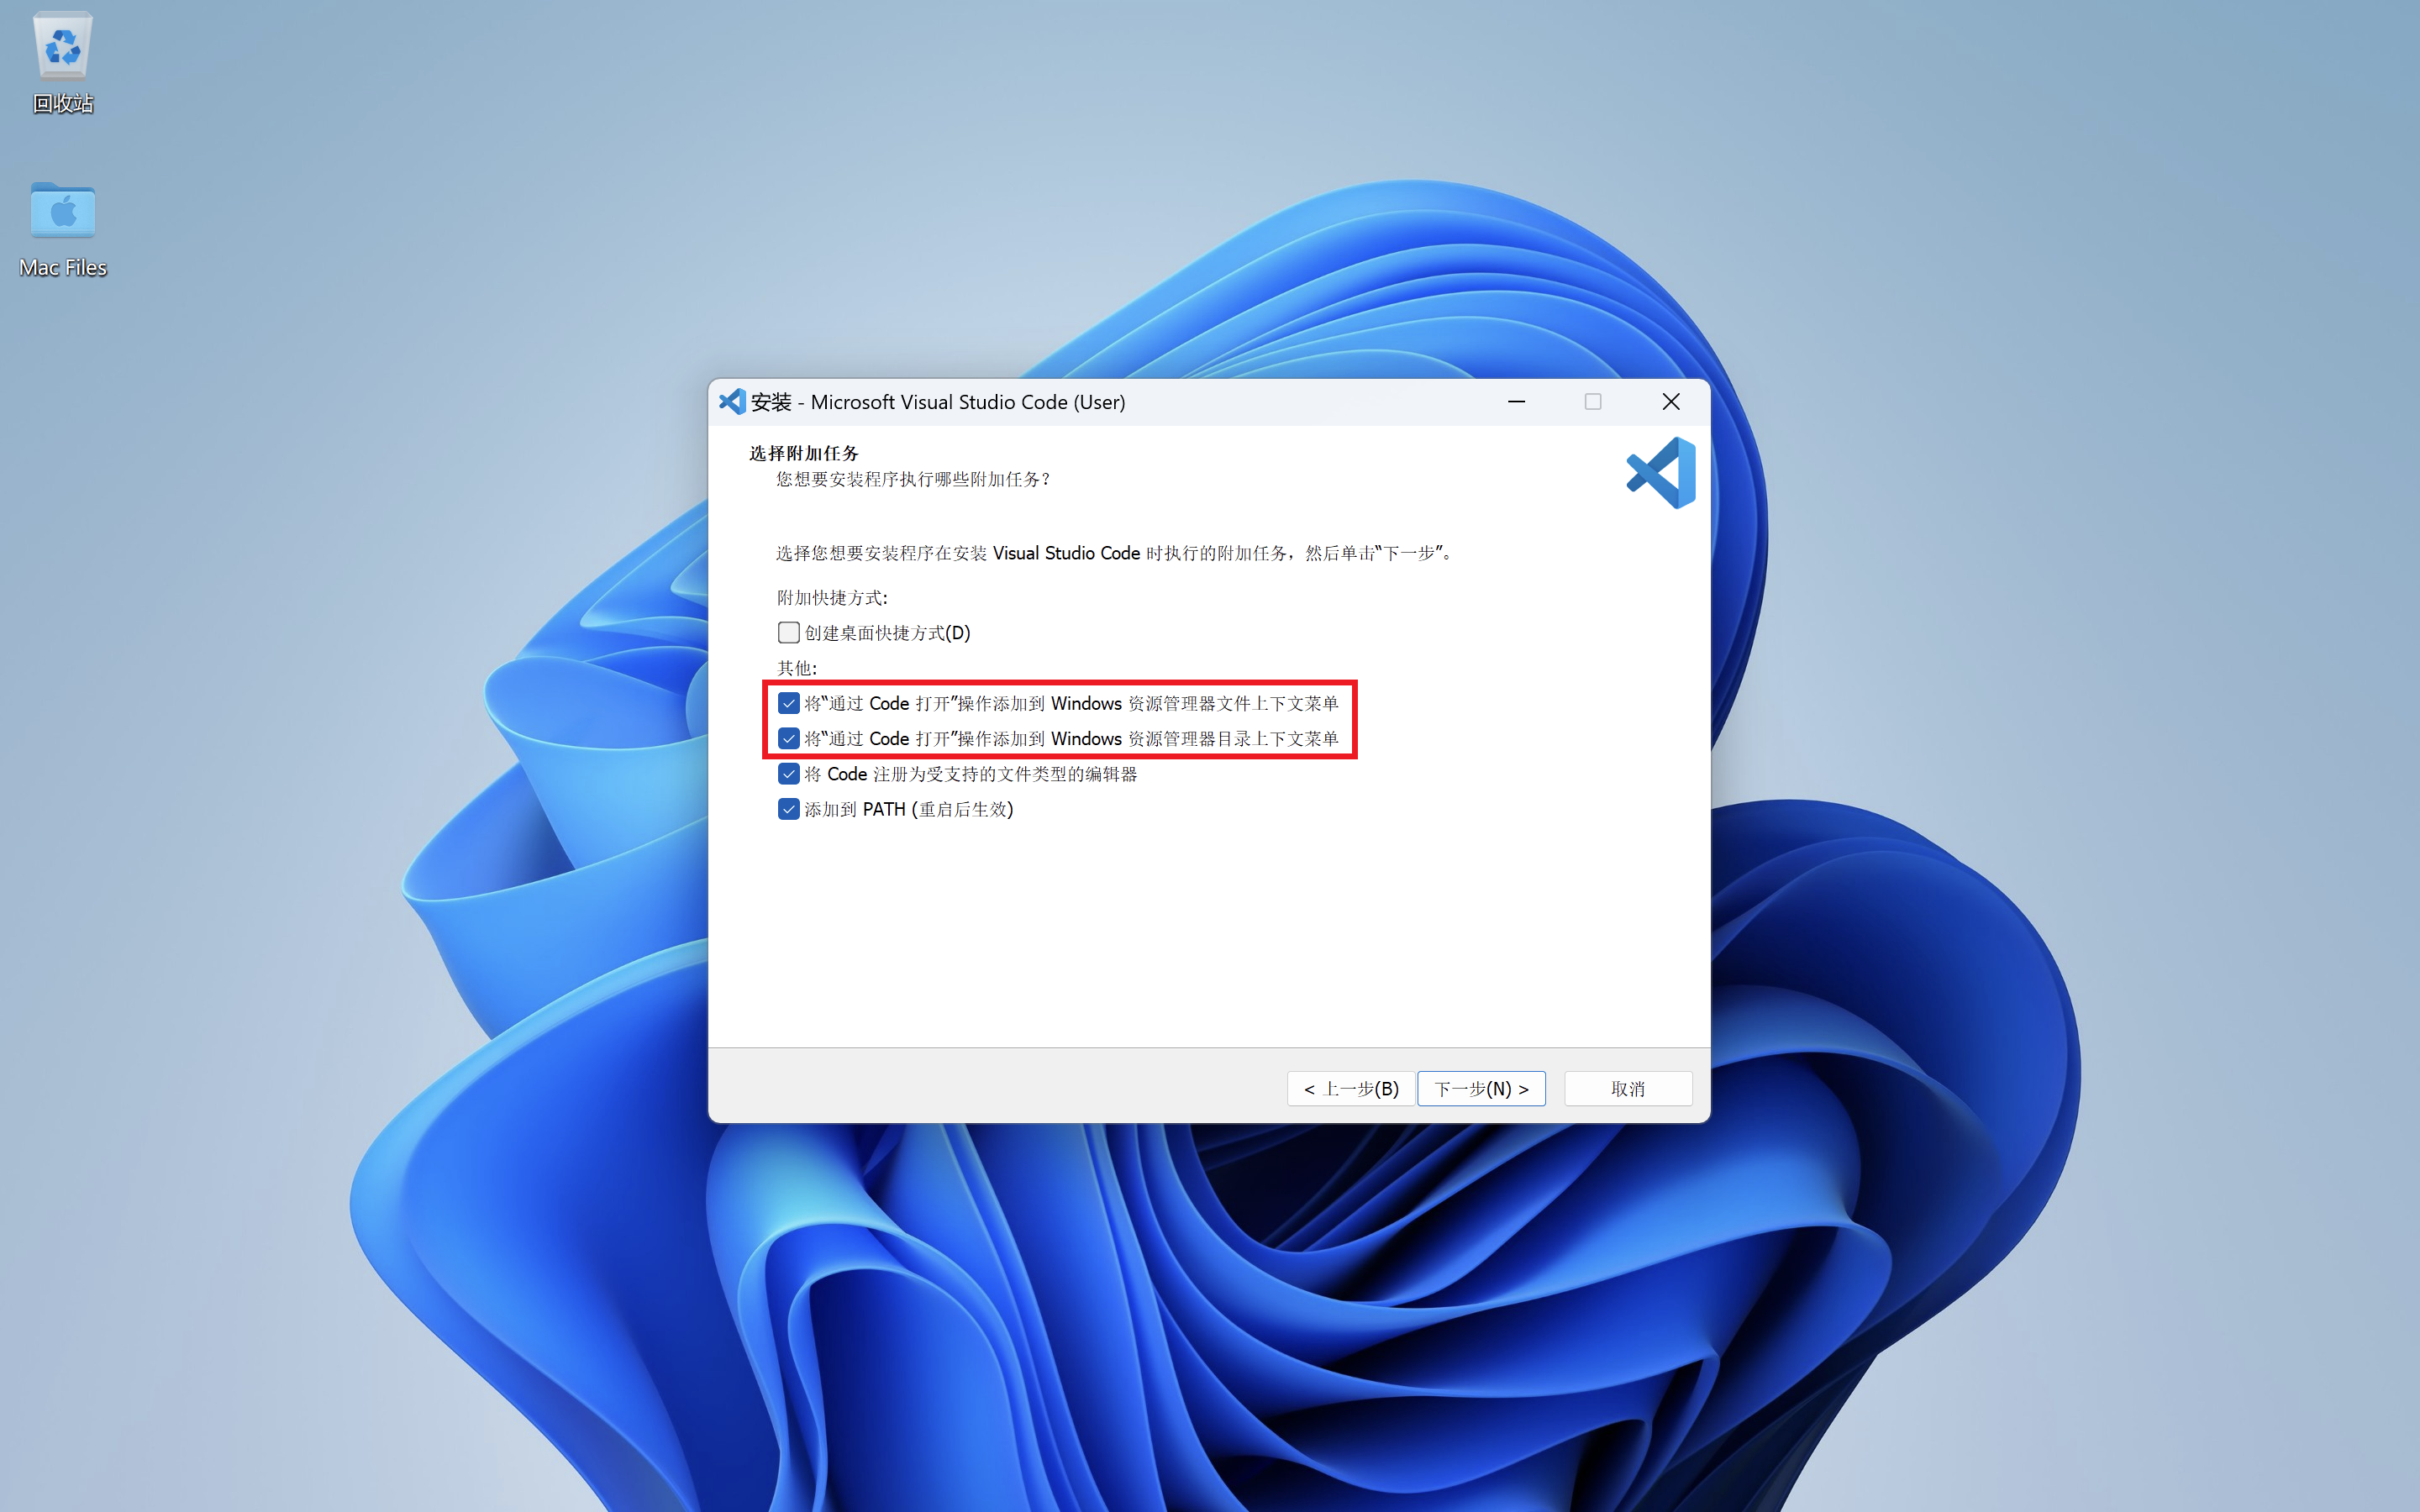 回收站
Mac Files
安装 - Microsoft Visual Studio Code (User)
选择附加任务
您想要安装程序执行哪些附加任务？
选择您想要安装程序在安装 Visual Studio Code 时执行的附加任务，然后单击“下一步”。
附加快捷方式:
创建桌面快捷方式(D)
其他:
将“通过 Code 打开”操作添加到 Windows 资源管理器文件上下文菜单
将“通过 Code 打开”操作添加到 Windows 资源管理器目录上下文菜单
将 Code 注册为受支持的文件类型的编辑器
添加到 PATH (重启后生效)
< 上一步(B)
下一步(N) >
取消